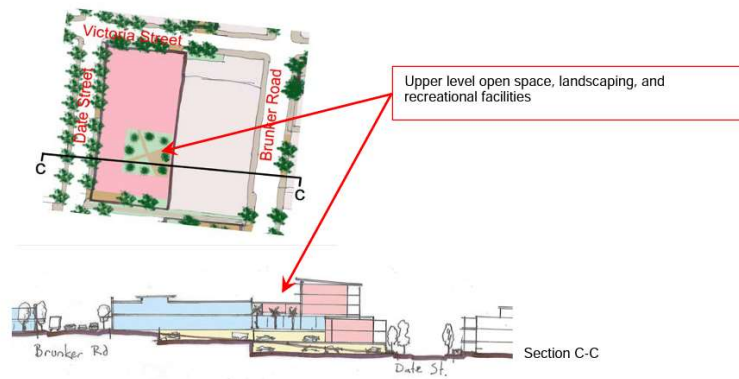 Victoria Street
Date Street
Brunker Road
C
C
Upper level open space, landscaping, and
recreational facilities
Brunker Rd
Date St.
Section C-C